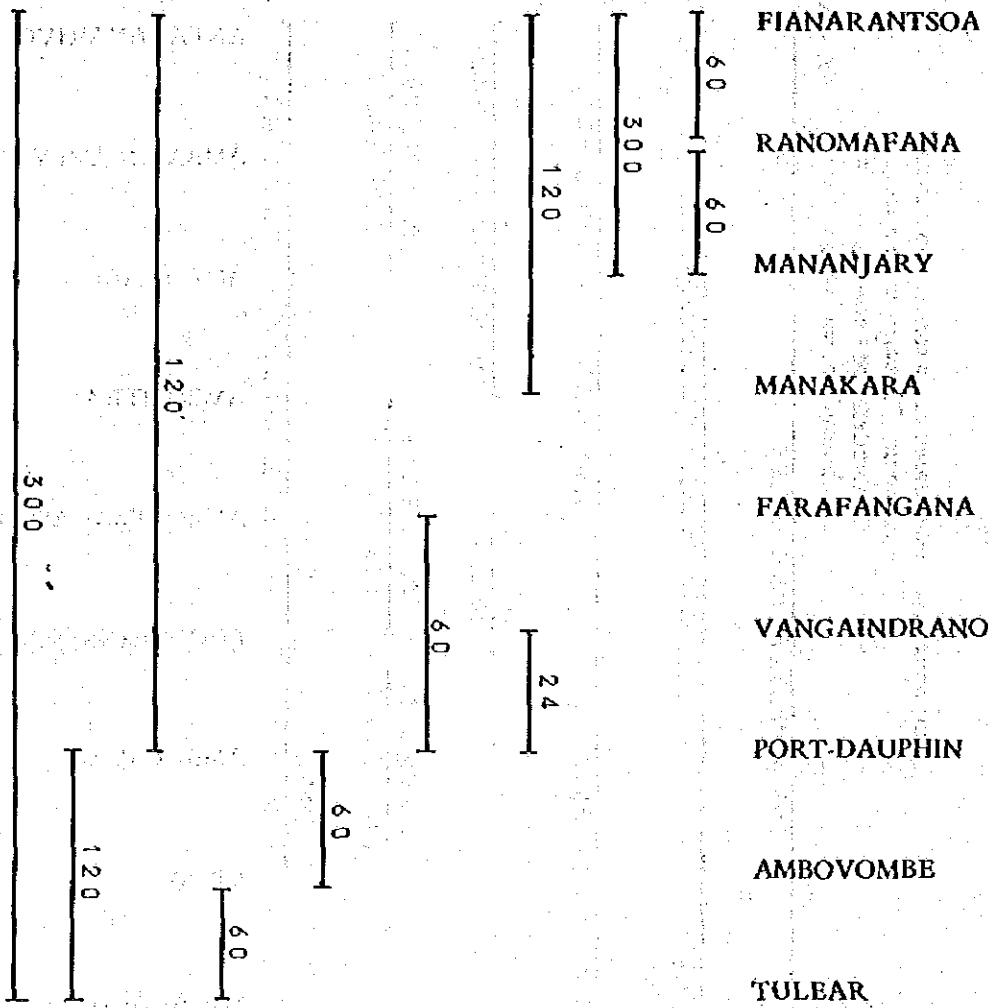 FIANARANTSOA
60
RANOMAFANA
300
120
60
MANANJARY
120
MANAKARA
300
FARAFANGANA
60
VANGAINDRANO
24
PORT-DAUPHIN
60
AMBOVOMBE
120
60
TULEAR